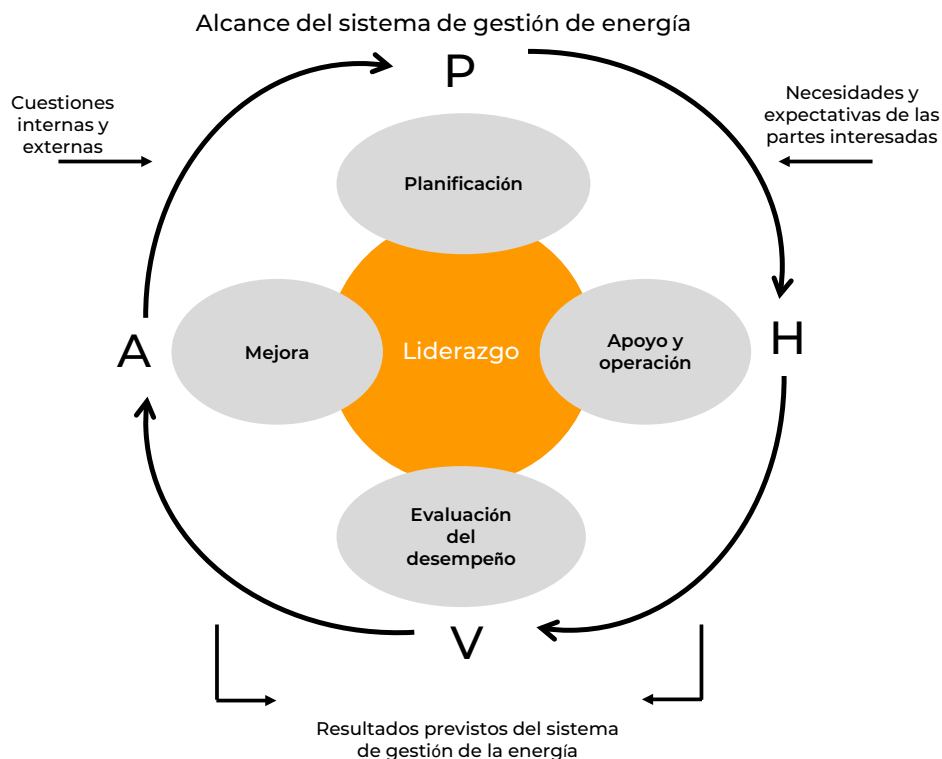 Alcance del sistema de gestión de energía
P
Cuestiones
internas y
externas
Necesidades y
expectativas de las
partes interesadas
Planificación
A
Mejora
Liderazgo
Apoyo y
operación
H
Evaluación
del
desempeño
V
Resultados previstos del sistema
de gestión de la energía